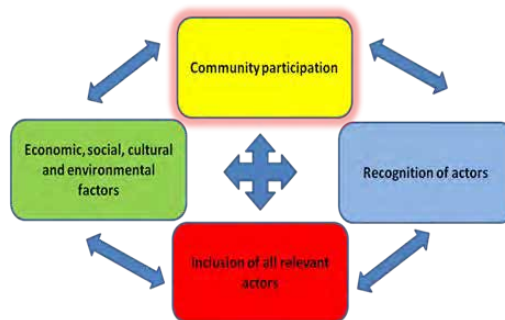 Community participation
Economic, social, cultural
and environmental
factors
Recognition of actors
Inclusion of all relevant
actors